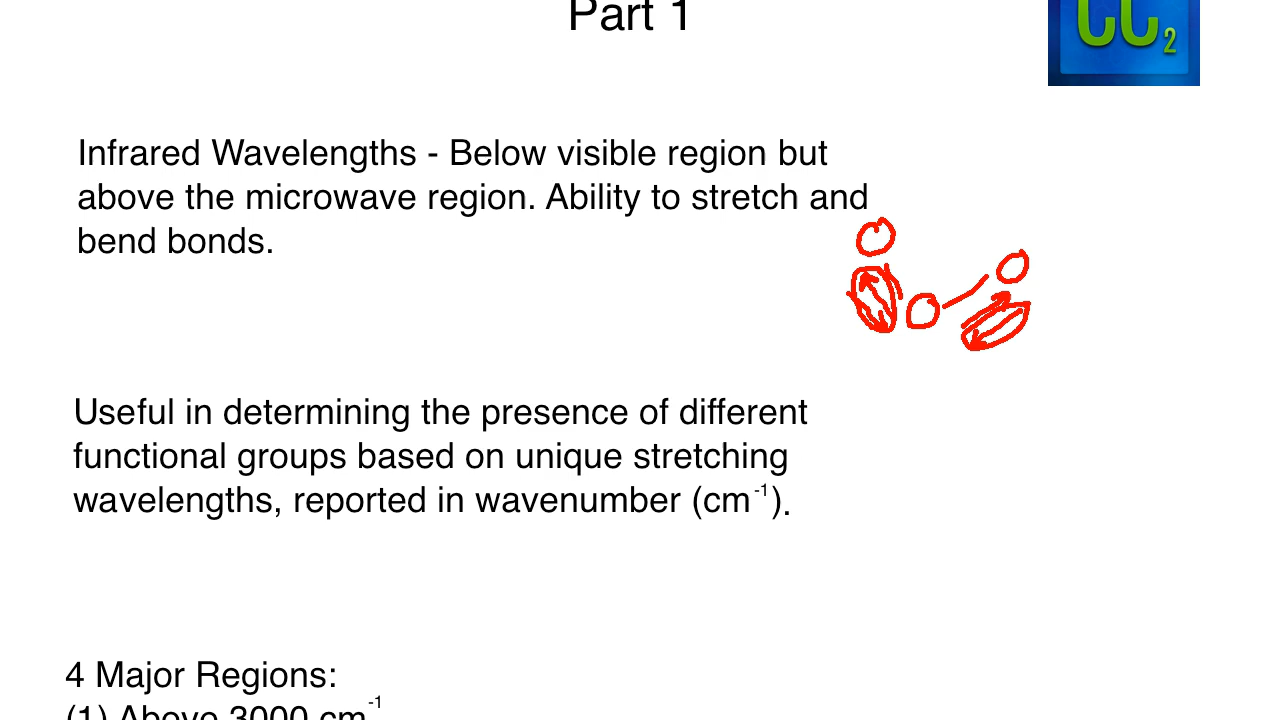 Part 1
CC2
Infrared Wavelengths - Below visible region but
above the microwave region. Ability to stretch and
bend bonds.
Useful in determining the presence of different
functional groups based on unique stretching
wavelengths, reported in wavenumber (cm⁻¹).
4 Major Regions:
(1) Above 3000 cm⁻¹